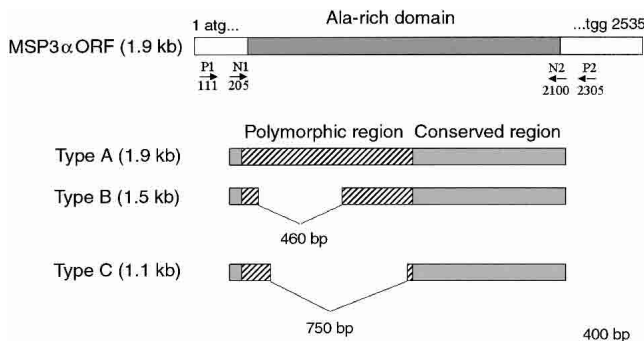 1 atg...
Ala-rich domain
...tgg 2535
MSP3αORF (1.9 kb)
P1
N1
N2
P2
111
205
2100
2305
Polymorphic region
Conserved region
Type A (1.9 kb)
Type B (1.5 kb)
460 bp
Type C (1.1 kb)
750 bp
400 bp